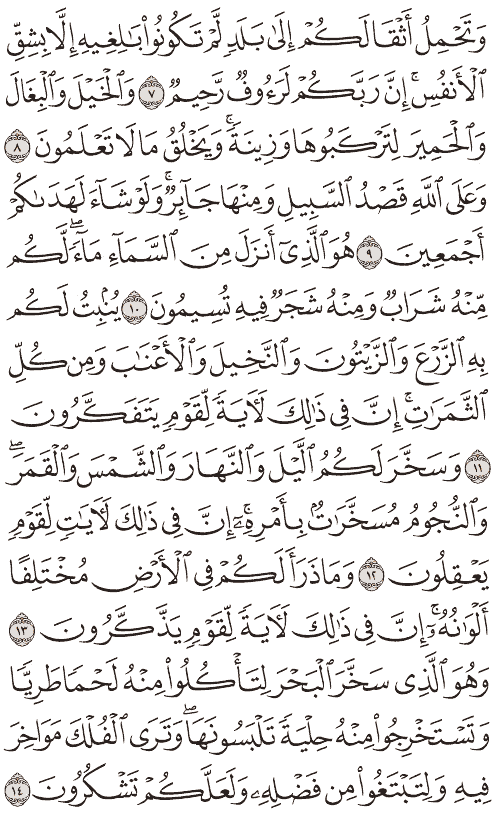 وَتَحْمِلُ أَثْقَالَكُمْ إِلَىٰ بَلَدٍ لَّمْ تَكُونُوا۟ بَـٰلِغِيهِ إِلَّا بِشِقِّ
ٱلْأَنفُسِ ۚ إِنَّ رَبَّكُمْ لَرَءُوفٌ رَّحِيمٌ ٧ وَٱلْخَيْلَ وَٱلْبِغَالَ
وَٱلْحَمِيرَ لِتَرْكَبُوهَا وَزِينَةً ۚ وَيَخْلُقُ مَا لَا تَعْلَمُونَ ٨
وَعَلَى ٱللَّهِ قَصْدُ ٱلسَّبِيلِ وَمِنْهَا جَآئِرٌ ۚ وَلَوْ شَآءَ لَهَدَىٰكُمْ
أَجْمَعِينَ ٩ هُوَ ٱلَّذِىٓ أَنزَلَ مِنَ ٱلسَّمَآءِ مَآءً ۖ لَّكُم
مِّنْهُ شَرَابٌ وَمِنْهُ شَجَرٌ فِيهِ تُسِيمُونَ ١٠ يُنۢبِتُ لَكُم
بِهِ ٱلزَّرْعَ وَٱلزَّيْتُونَ وَٱلنَّخِيلَ وَٱلْأَعْنَـٰبَ وَمِن كُلِّ
ٱلثَّمَرَٰتِ ۗ إِنَّ فِى ذَٰلِكَ لَـَٔايَةً لِّقَوْمٍ يَتَفَكَّرُونَ
١١ وَسَخَّرَ لَكُمُ ٱلَّيْلَ وَٱلنَّهَارَ وَٱلشَّمْسَ وَٱلْقَمَرَ ۖ
وَٱلنُّجُومُ مُسَخَّرَٰتٌۢ بِأَمْرِهِۦٓ ۗ إِنَّ فِى ذَٰلِكَ لَـَٔايَـٰتٍ لِّقَوْمٍ
يَعْقِلُونَ ١٢ وَمَا ذَرَأَ لَكُمْ فِى ٱلْأَرْضِ مُخْتَلِفًا
أَلْوَٰنُهُۥٓ ۗ إِنَّ فِى ذَٰلِكَ لَـَٔايَةً لِّقَوْمٍ يَذَّكَّرُونَ ١٣
وَهُوَ ٱلَّذِى سَخَّرَ ٱلْبَحْرَ لِتَأْكُلُوا۟ مِنْهُ لَحْمًا طَرِيًّا
وَتَسْتَخْرِجُوا۟ مِنْهُ حِلْيَةً تَلْبَسُونَهَا ۖ وَتَرَى ٱلْفُلْكَ مَوَاخِرَ
فِيهِ وَلِتَبْتَغُوا۟ مِن فَضْلِهِۦ وَلَعَلَّكُمْ تَشْكُرُونَ ١٤